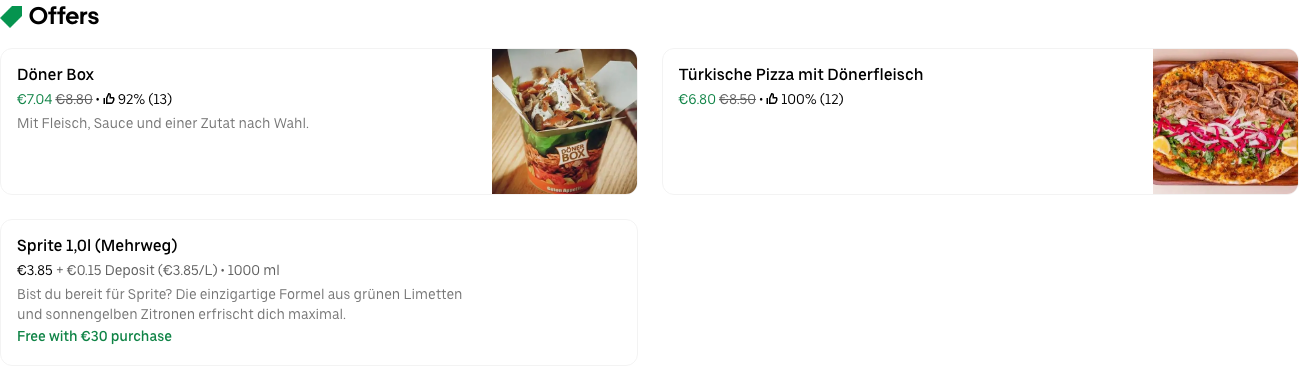 Offers
Döner Box
€7.04 €8.80 • 92% (13)
Mit Fleisch, Sauce und einer Zutat nach Wahl.
DÖNER
BOX
Türkische Pizza mit Dönerfleisch
€6.80 €8.50 • 100% (12)
Sprite 1,0l (Mehrweg)
€3.85 + €0.15 Deposit (€3.85/L) • 1000 ml
Bist du bereit für Sprite? Die einzigartige Formel aus grünen Limetten
und sonnengelben Zitronen erfrischt dich maximal.
Free with €30 purchase